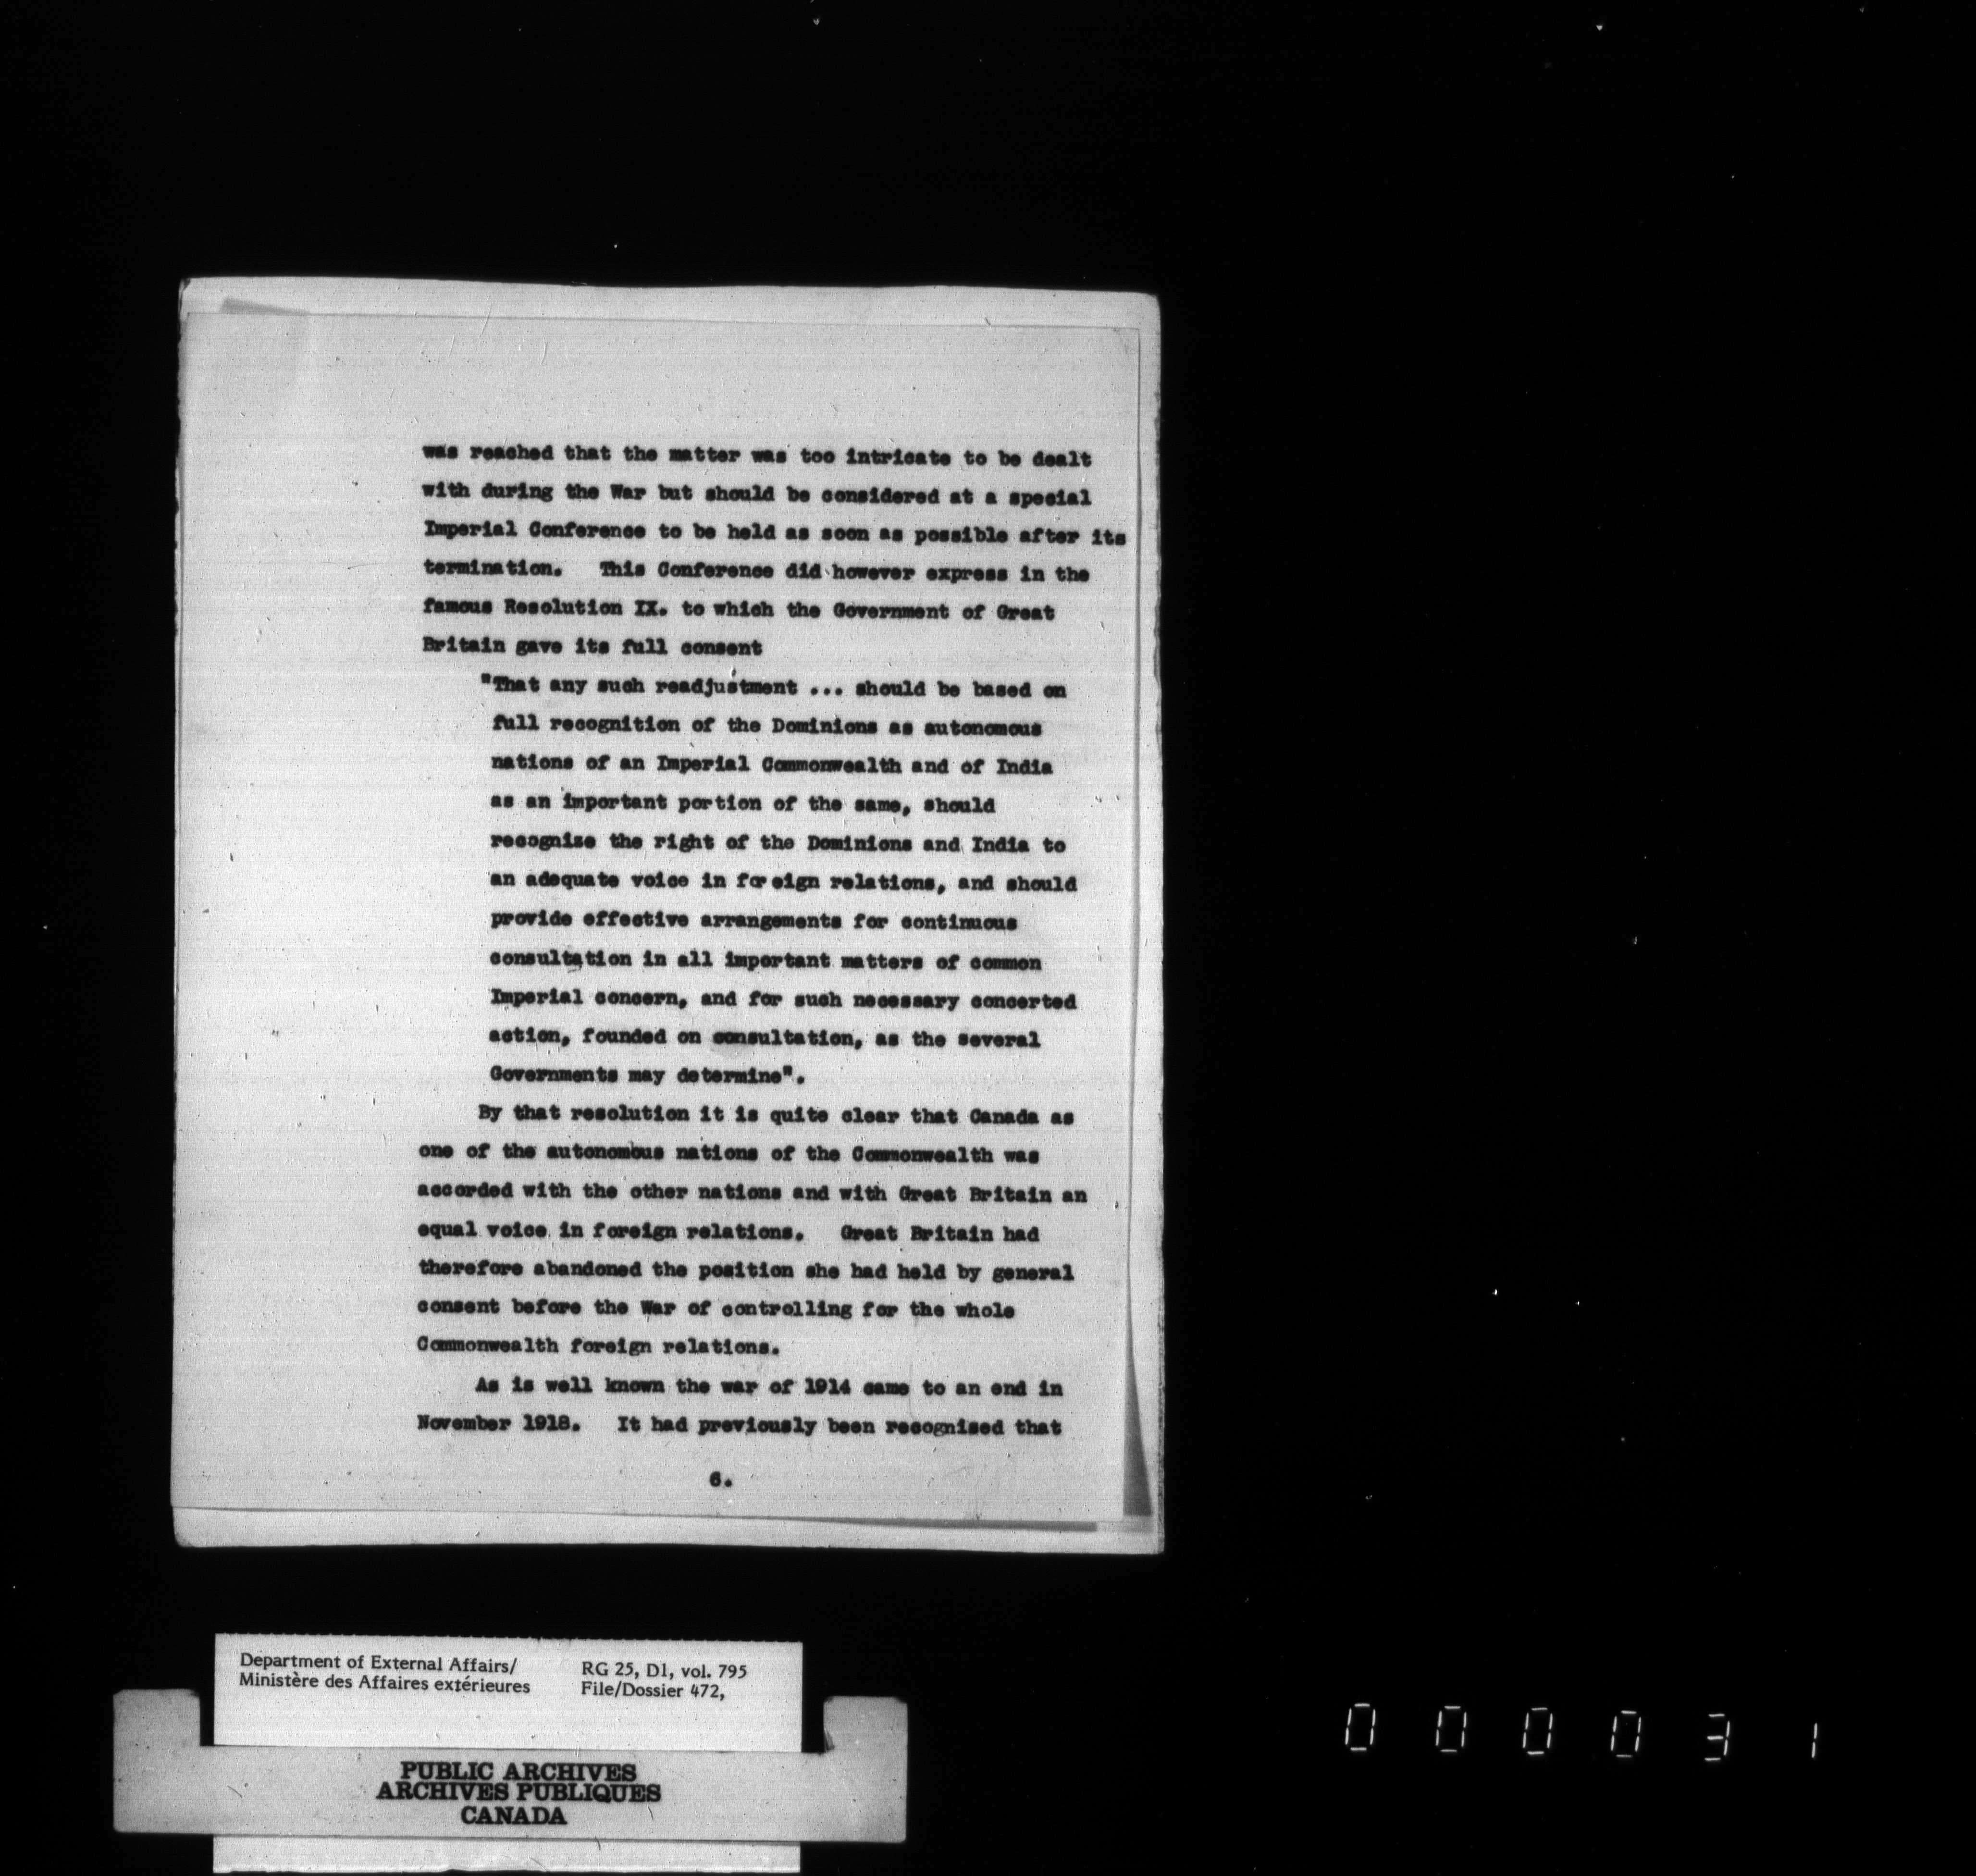 was reached that the matter was too intricate to be dealt
with during the War but should be considered at a special
Imperial Conference to be held as soon as possible after its
termination. This Conference did however express in the
famous Resolution IX. to which the Government of Great
Britain gave its full consent
"That any such readjustment ... should be based on
full recognition of the Dominions as autonomous
nations of an Imperial Commonwealth and of India
as an important portion of the same, should
recognize the right of the Dominions and India to
an adequate voice in foreign relations, and should
provide effective arrangements for continuous
consultation in all important matters of common
Imperial concern, and for such necessary concerted
action, founded on consultation, as the several
Governments may determine".
By that resolution it is quite clear that Canada as
one of the autonomous nations of the Commonwealth was
accorded with the other nations and with Great Britain an
equal voice in foreign relations. Great Britain had
therefore abandoned the position she had held by general
consent before the War of controlling for the whole
Commonwealth foreign relations.
As is well known the war of 1914 came to an end in
November 1918. It had previously been recognised that
6.
Department of External Affairs/
Ministère des Affaires extérieures
RG 25, D1, vol. 795
File/Dossier 472,
PUBLIC ARCHIVES
ARCHIVES PUBLIQUES
CANADA
0 0 0 0 3 1